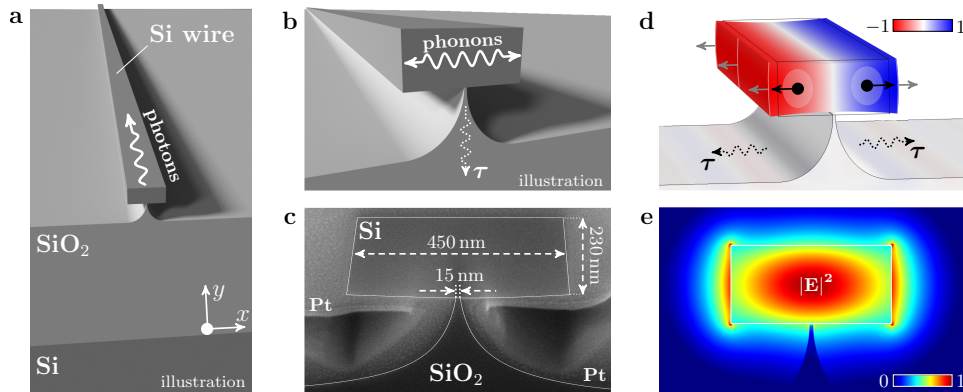 a
Si wire
photons
SiO₂
y
x
Si
illustration
b
phonons
τ
illustration
c
Si
450 nm
230 nm
15 nm
Pt
Pt
SiO₂
d
−1 1
τ
τ
e
|E|²
0 1